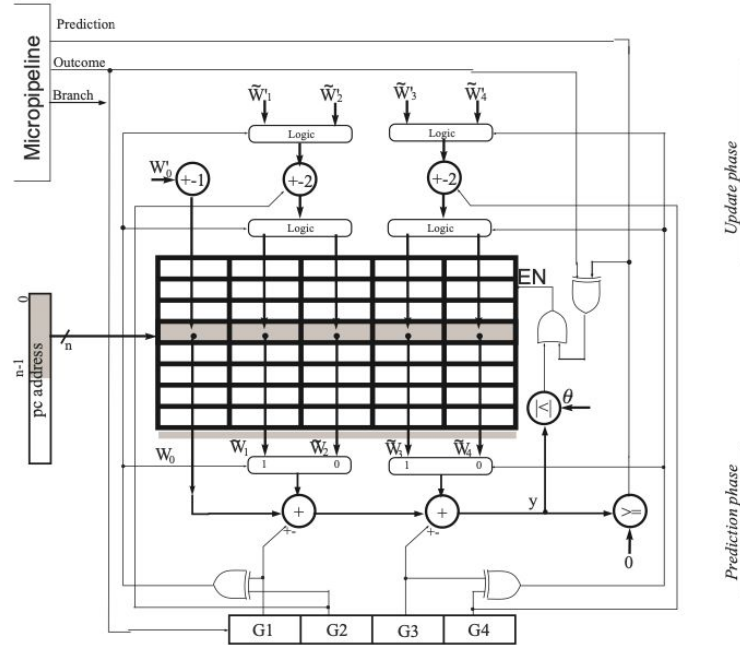 Prediction
Outcome
Branch
Micropipeline
W̃'1 W̃'2 W̃'3 W̃'4
Logic Logic
W'0 +-1 +-2 +-2
Logic Logic
Update phase
EN
0
n-1
pc address
n
|<| θ
W0 W̃1 W̃2 W̃3 W̃4
1 0 1 0
+ + y >=
+- +-
0
Prediction phase
G1 G2 G3 G4